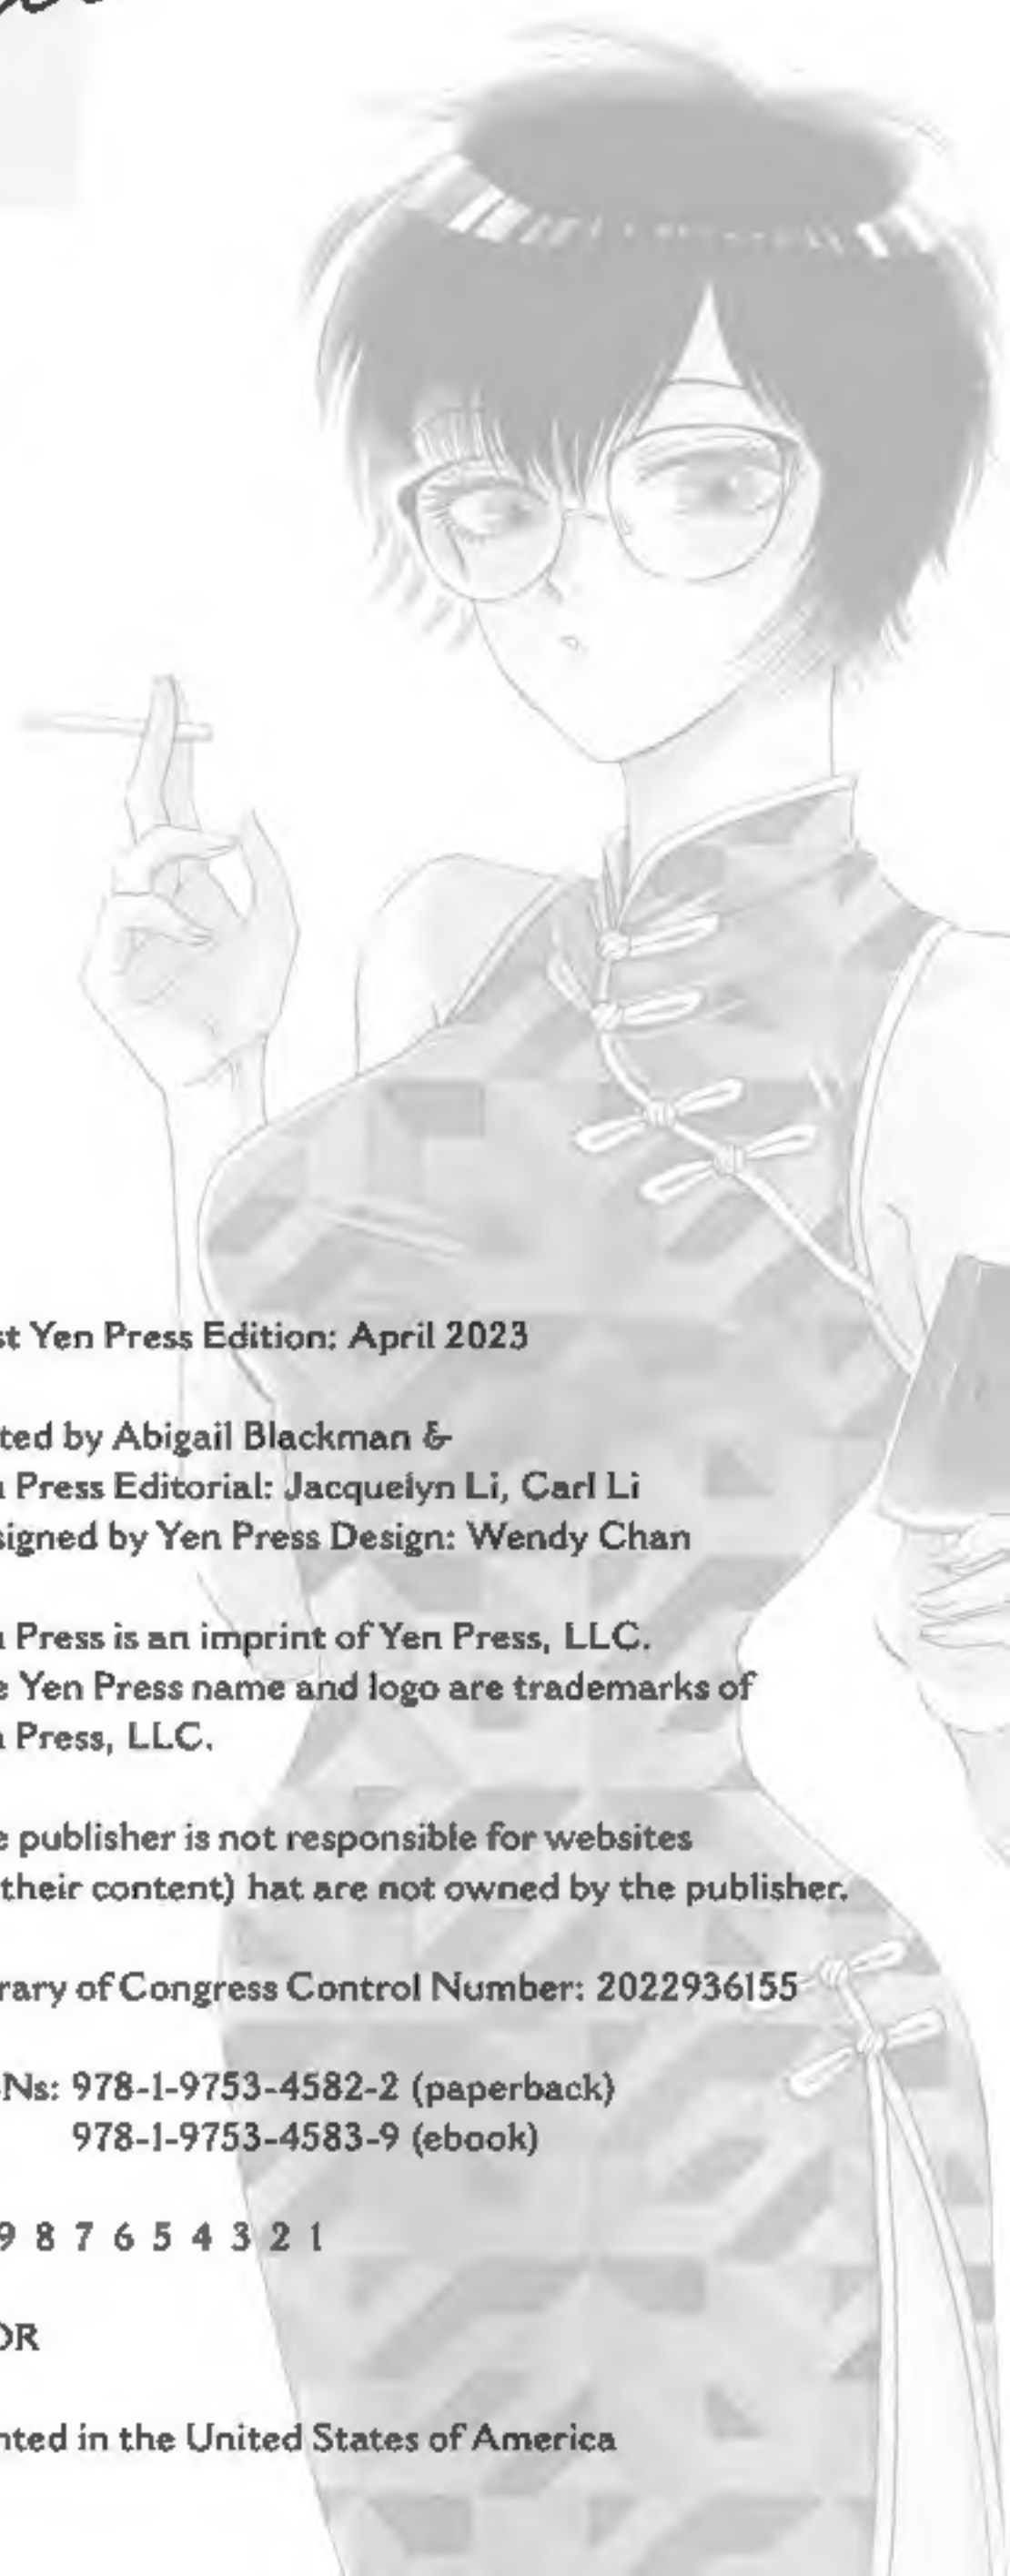 st Yen Press Edition: April 2023
ted by Abigail Blackman &
n Press Editorial: Jacquelyn Li, Carl Li
signed by Yen Press Design: Wendy Chan
n Press is an imprint of Yen Press, LLC.
e Yen Press name and logo are trademarks of
n Press, LLC.
e publisher is not responsible for websites
their content) hat are not owned by the publisher.
rary of Congress Control Number: 2022936155
Ns: 978-1-9753-4582-2 (paperback)
978-1-9753-4583-9 (ebook)
9 8 7 6 5 4 3 2 1
OR
nted in the United States of America